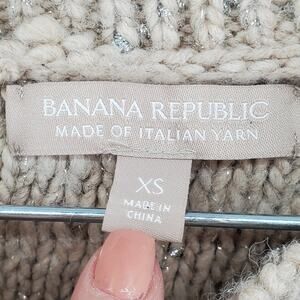 BANANA REPUBLIC
MADE OF ITALIAN YARN
XS
MADE IN
CHINA